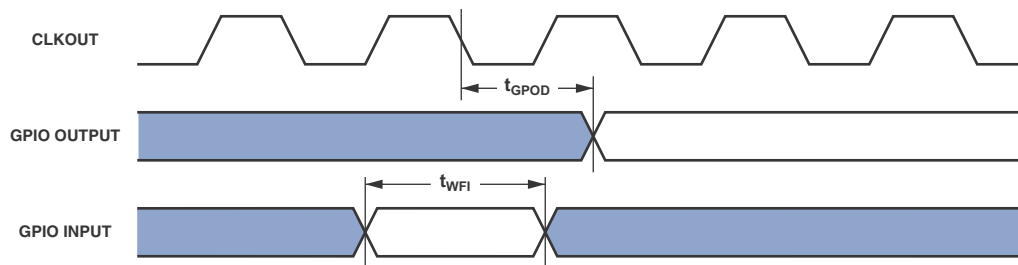 CLKOUT
tGPOD
GPIO OUTPUT
tWFI
GPIO INPUT